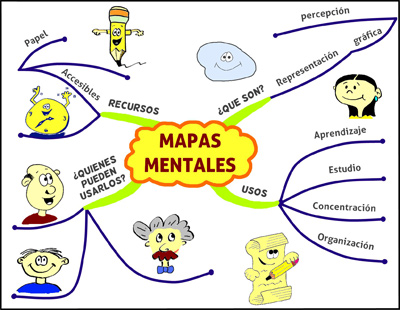 MAPAS
MENTALES
RECURSOS
Papel
Accesibles
¿QUE SON?
percepción
Representación gráfica
USOS
Aprendizaje
Estudio
Concentración
Organización
¿QUIENES
PUEDEN
USARLOS?